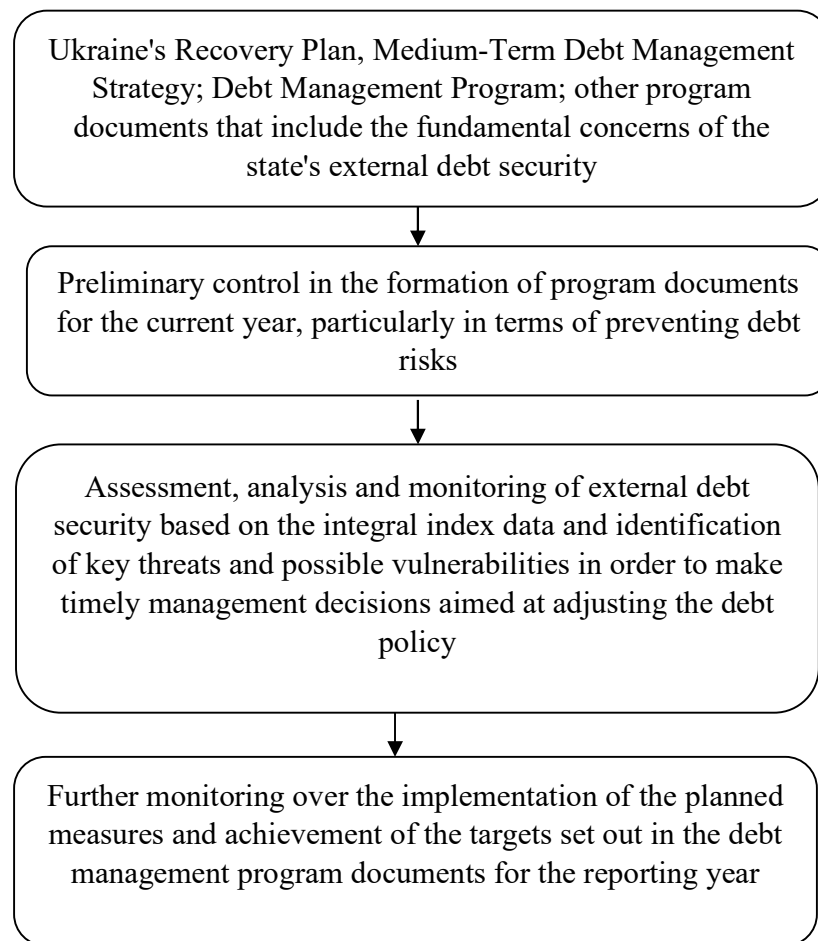 Ukraine's Recovery Plan, Medium-Term Debt Management
Strategy; Debt Management Program; other program
documents that include the fundamental concerns of the
state's external debt security
Preliminary control in the formation of program documents
for the current year, particularly in terms of preventing debt
risks
Assessment, analysis and monitoring of external debt
security based on the integral index data and identification
of key threats and possible vulnerabilities in order to make
timely management decisions aimed at adjusting the debt
policy
Further monitoring over the implementation of the planned
measures and achievement of the targets set out in the debt
management program documents for the reporting year